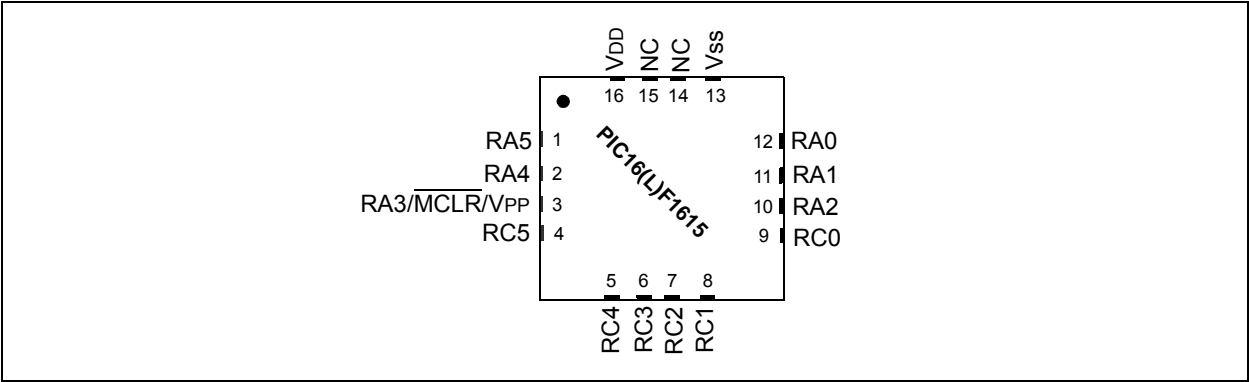 VDD
NC
NC
Vss
16 15 14 13
RA5 1
RA4 2
RA3/MCLR/VPP 3
RC5 4
PIC16(L)F1615
12 RA0
11 RA1
10 RA2
9 RC0
5 6 7 8
RC4
RC3
RC2
RC1